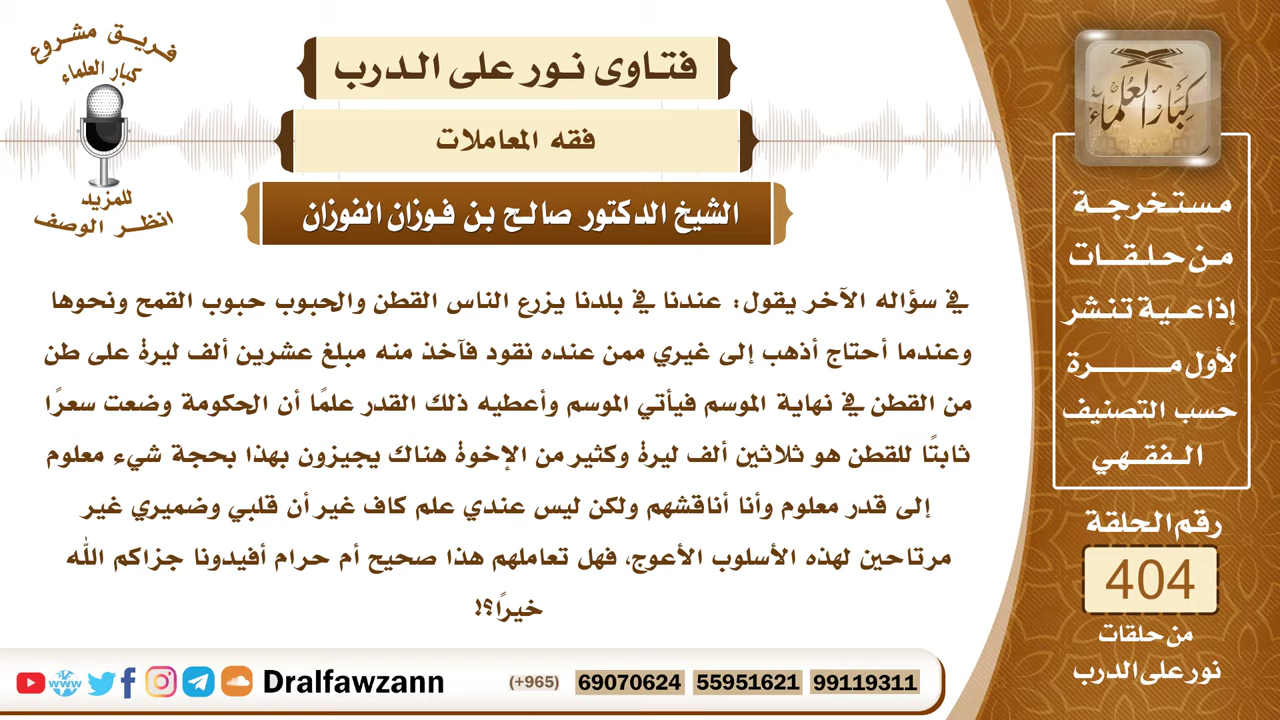 فريق مشروع
كبار العلماء
للمزيد
انظر الوصف
فتاوى نور على الدرب
فقه المعاملات
الشيخ الدكتور صالح بن فوزان الفوزان
في سؤاله الآخر يقول: عندنا في بلدنا يزرع الناس القطن والحبوب حبوب القمح ونحوها
وعندما أحتاج أذهب إلى غيري ممن عنده نقود فآخذ منه مبلغ عشرين ألف ليرة على طن
من القطن في نهاية الموسم فيأتي الموسم وأعطيه ذلك القدر علمًا أن الحكومة وضعت سعرًا
ثابتًا للقطن هو ثلاثين ألف ليرة وكثير من الإخوة هناك يجيزون بهذا بحجة شيء معلوم
إلى قدر معلوم وأنا أناقشهم ولكن ليس عندي علم كاف غير أن قلبي وضميري غير
مرتاحين لهذه الأسلوب الأعوج، فهل تعاملهم هذا صحيح أم حرام أفيدونا جزاكم الله
خيرًا؟!
كبار العلماء
مستخرجة
من حلقات
إذاعية تنشر
لأول مرة
حسب التصنيف
الفقهي
رقم الحلقة
404
من حلقات
نور على الدرب
www
Dralfawzann
(+965) 69070624 55951621 99119311